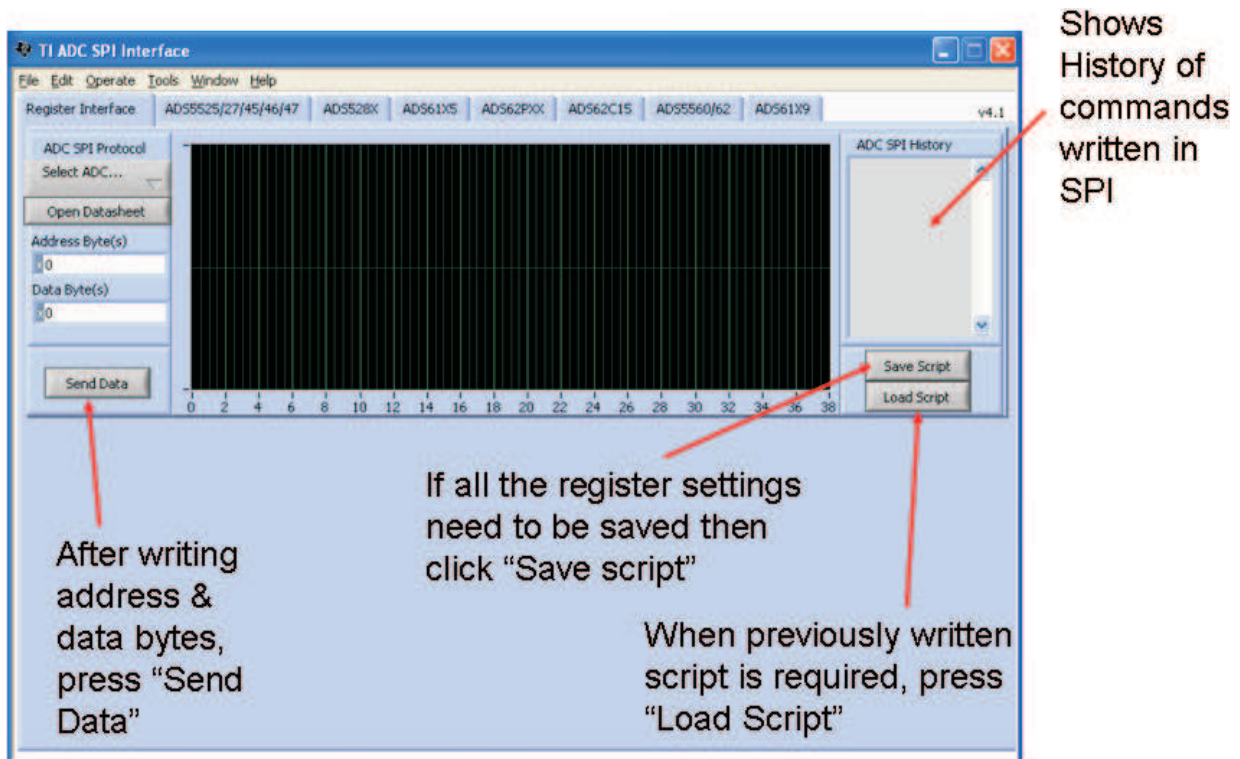 Shows
History of
commands
written in
SPI
TI ADC SPI Interface
File Edit Operate Tools Window Help
Register Interface ADS5525/27/45/46/47 ADS528X ADS61X5 ADS62PXX ADS62C15 ADS5560/62 ADS61X9 v4.1
ADC SPI Protocol
Select ADC...
Open Datasheet
Address Byte(s)
x0
Data Byte(s)
x0
Send Data
0 2 4 6 8 10 12 14 16 18 20 22 24 26 28 30 32 34 36 38
ADC SPI History
Save Script
Load Script
If all the register settings
need to be saved then
click “Save script”
After writing
address &
data bytes,
press “Send
Data”
When previously written
script is required, press
“Load Script”